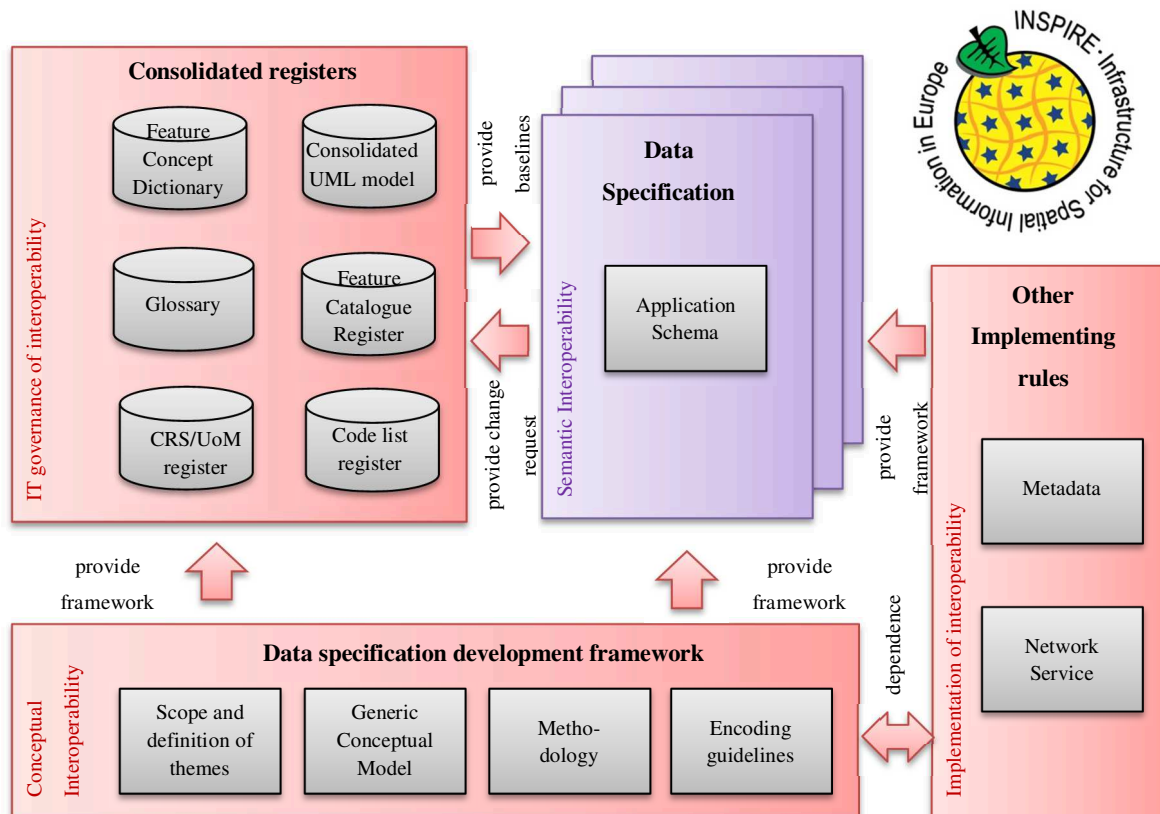 INSPIRE · Infrastructure for Spatial Information in Europe
Consolidated registers
Feature
Concept
Dictionary
Consolidated
UML model
Glossary
Feature
Catalogue
Register
CRS/UoM
register
Code list
register
IT governance of interoperability
provide
baselines
provide change
request
Data
Specification
Application
Schema
Semantic Interoperability
Other
Implementing
rules
Metadata
Network
Service
Implementation of interoperability
provide
framework
provide
framework
provide
framework
dependence
Data specification development framework
Conceptual
Interoperability
Scope and
definition of
themes
Generic
Conceptual
Model
Metho-
dology
Encoding
guidelines